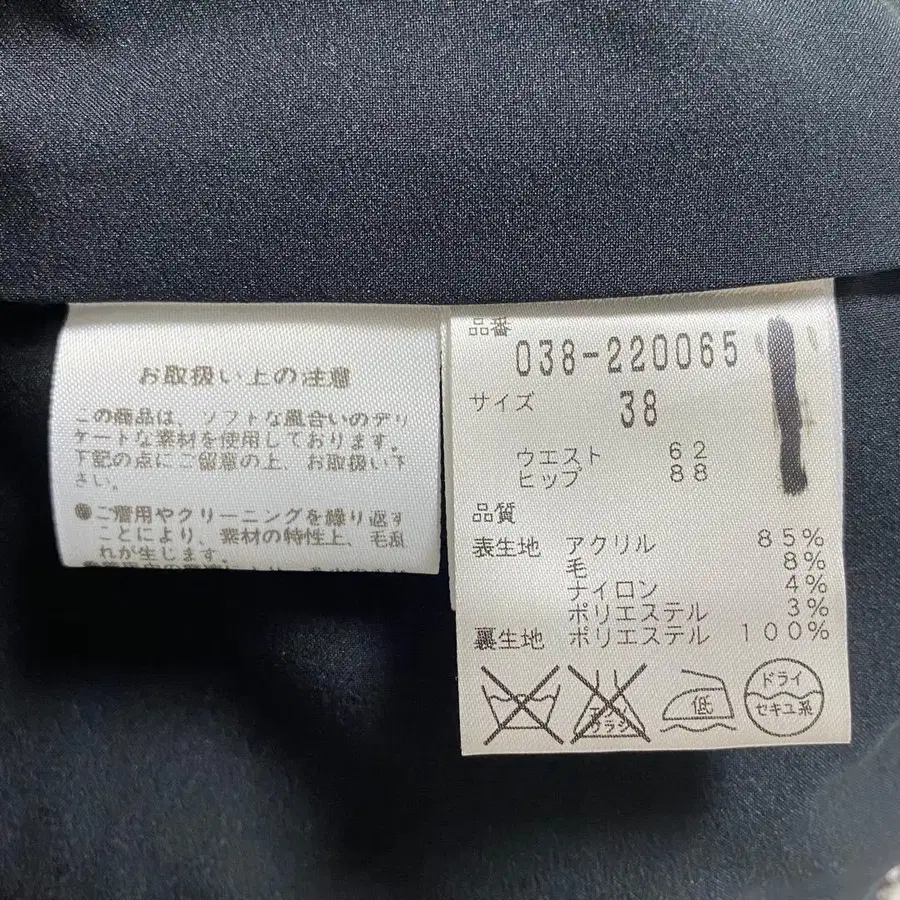 お取扱い上の注意
この商品は、ソフトな風合いのデリ
ケートな素材を使用しております。
下記の点にご留意の上、お取扱い下
さい。
●ご着用やクリーニングを繰り返す
ことにより、素材の特性上、毛乱
れが生じます。
品番
038-220065
サイズ 38
ウエスト 62
ヒップ 88
品質
表生地 アクリル 85%
毛 8%
ナイロン 4%
ポリエステル 3%
裏生地 ポリエステル 100%
低
ドライ
セキユ系